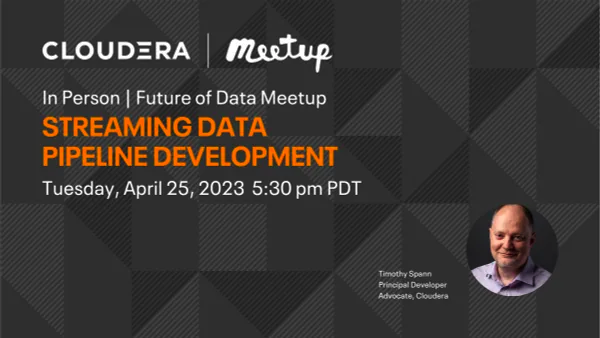 CLOUDERA | meetup
In Person | Future of Data Meetup
STREAMING DATA
PIPELINE DEVELOPMENT
Tuesday, April 25, 2023 5:30 pm PDT
Timothy Spann
Principal Developer
Advocate, Cloudera